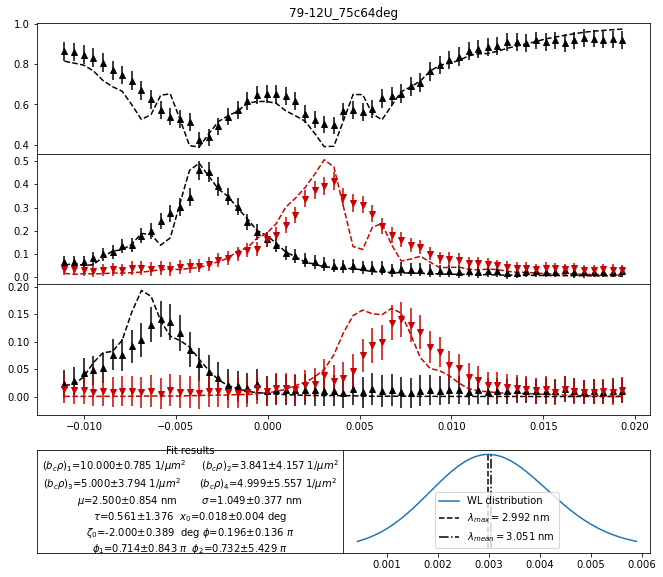 79-12U_75c64deg
1.0
0.8
0.6
0.4
0.5
0.4
0.3
0.2
0.1
0.0
0.20
0.15
0.10
0.05
0.00
−0.010 −0.005 0.000 0.005 0.010 0.015 0.020
Fit results
(b_cρ)_1=10.000±0.785 1/μm² (b_cρ)_2=3.841±4.157 1/μm²
(b_cρ)_3=5.000±3.794 1/μm² (b_cρ)_4=4.999±5.557 1/μm²
μ=2.500±0.854 nm σ=1.049±0.377 nm
τ=0.561±1.376 x_0=0.018±0.004 deg
ζ_0=-2.000±0.389 deg ϕ=0.196±0.136 π
ϕ_1=0.714±0.843 π ϕ_2=0.732±5.429 π
WL distribution
λ_max = 2.992 nm
λ_mean = 3.051 nm
0.001 0.002 0.003 0.004 0.005 0.006